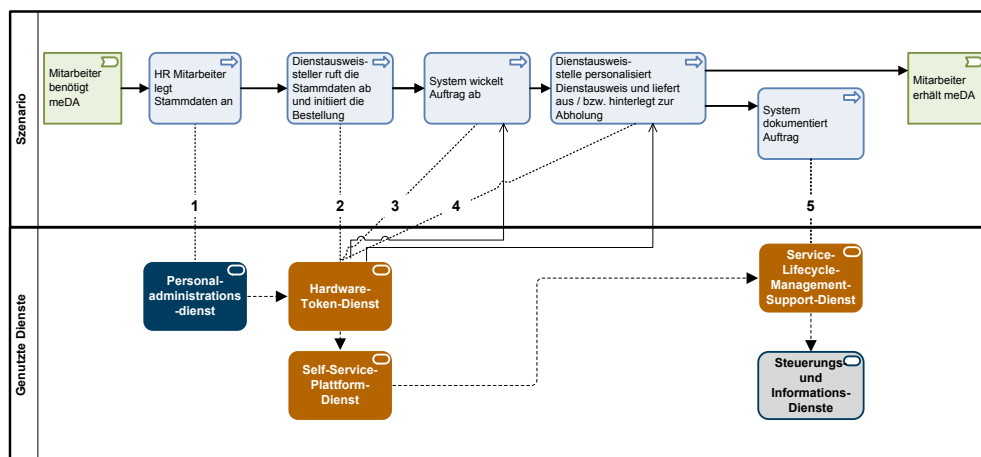 Szenario
Mitarbeiter
benötigt
meDA
HR Mitarbeiter
legt
Stammdaten an
Dienstausweis-
steller ruft die
Stammdaten ab
und initiiert die
Bestellung
System wickelt
Auftrag ab
Dienstausweis-
stelle personalisiert
Dienstausweis und liefert
aus / bzw. hinterlegt zur
Abholung
System
dokumentiert
Auftrag
Mitarbeiter
erhält meDA
1
2
3
4
5
Genutzte Dienste
Personal-
administrations
-dienst
Hardware-
Token-Dienst
Self-Service-
Plattform-
Dienst
Service-
Lifecycle-
Management-
Support-Dienst
Steuerungs-
und
Informations-
Dienste